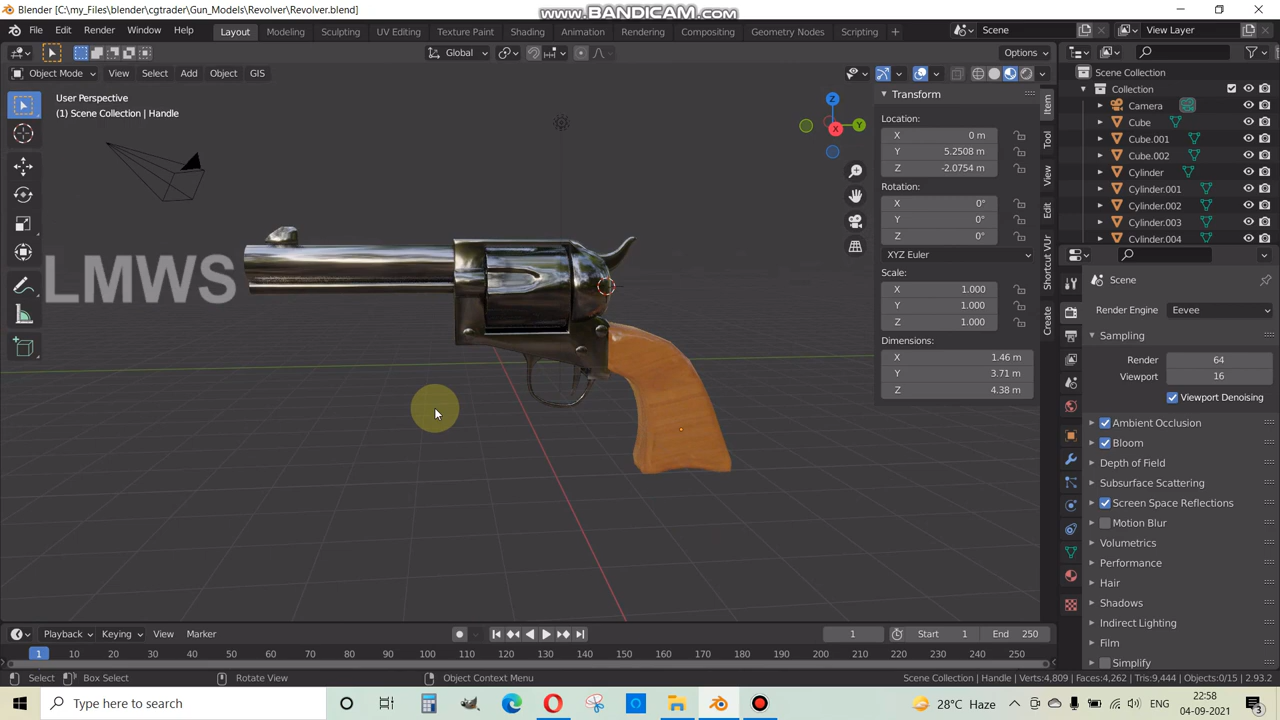 Blender [C:\my_Files\blender\cgtrader\Gun_Models\Revolver\Revolver.blend]
www.BANDICAM.com
File Edit Render Window Help Layout Modeling Sculpting UV Editing Texture Paint Shading Animation Rendering Compositing Geometry Nodes Scripting + Scene View Layer
Global Options
Object Mode View Select Add Object GIS
User Perspective
(1) Scene Collection | Handle
LMWS
Z
Y
X
Transform
Location:
X 0 m
Y 5.2508 m
Z -2.0754 m
Rotation:
X 0°
Y 0°
Z 0°
XYZ Euler
Scale:
X 1.000
Y 1.000
Z 1.000
Dimensions:
X 1.46 m
Y 3.71 m
Z 4.38 m
Item
Tool
View
Edit
Shortcut VUr
Create
Scene Collection
Collection
Camera
Cube
Cube.001
Cube.002
Cylinder
Cylinder.001
Cylinder.002
Cylinder.003
Cylinder.004
Scene
Render Engine Eevee
Sampling
Render 64
Viewport 16
Viewport Denoising
Ambient Occlusion
Bloom
Depth of Field
Subsurface Scattering
Screen Space Reflections
Motion Blur
Volumetrics
Performance
Hair
Shadows
Indirect Lighting
Film
Simplify
Playback Keying View Marker 1 Start 1 End 250
1 10 20 30 40 50 60 70 80 90 100 110 120 130 140 150 160 170 180 190 200 210 220 230 240 250
Select Box Select Rotate View Object Context Menu Scene Collection | Handle | Verts:4,809 | Faces:4,262 | Tris:9,444 | Objects:0/15 | 2.93.2
Type here to search 28°C Haze ENG 22:58
04-09-2021 3